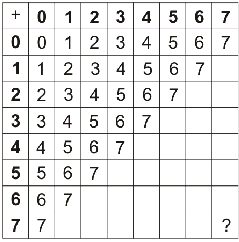 + 0 1 2 3 4 5 6 7
0 0 1 2 3 4 5 6 7
1 1 2 3 4 5 6 7
2 2 3 4 5 6 7
3 3 4 5 6 7
4 4 5 6 7
5 5 6 7
6 6 7
7 7 ?